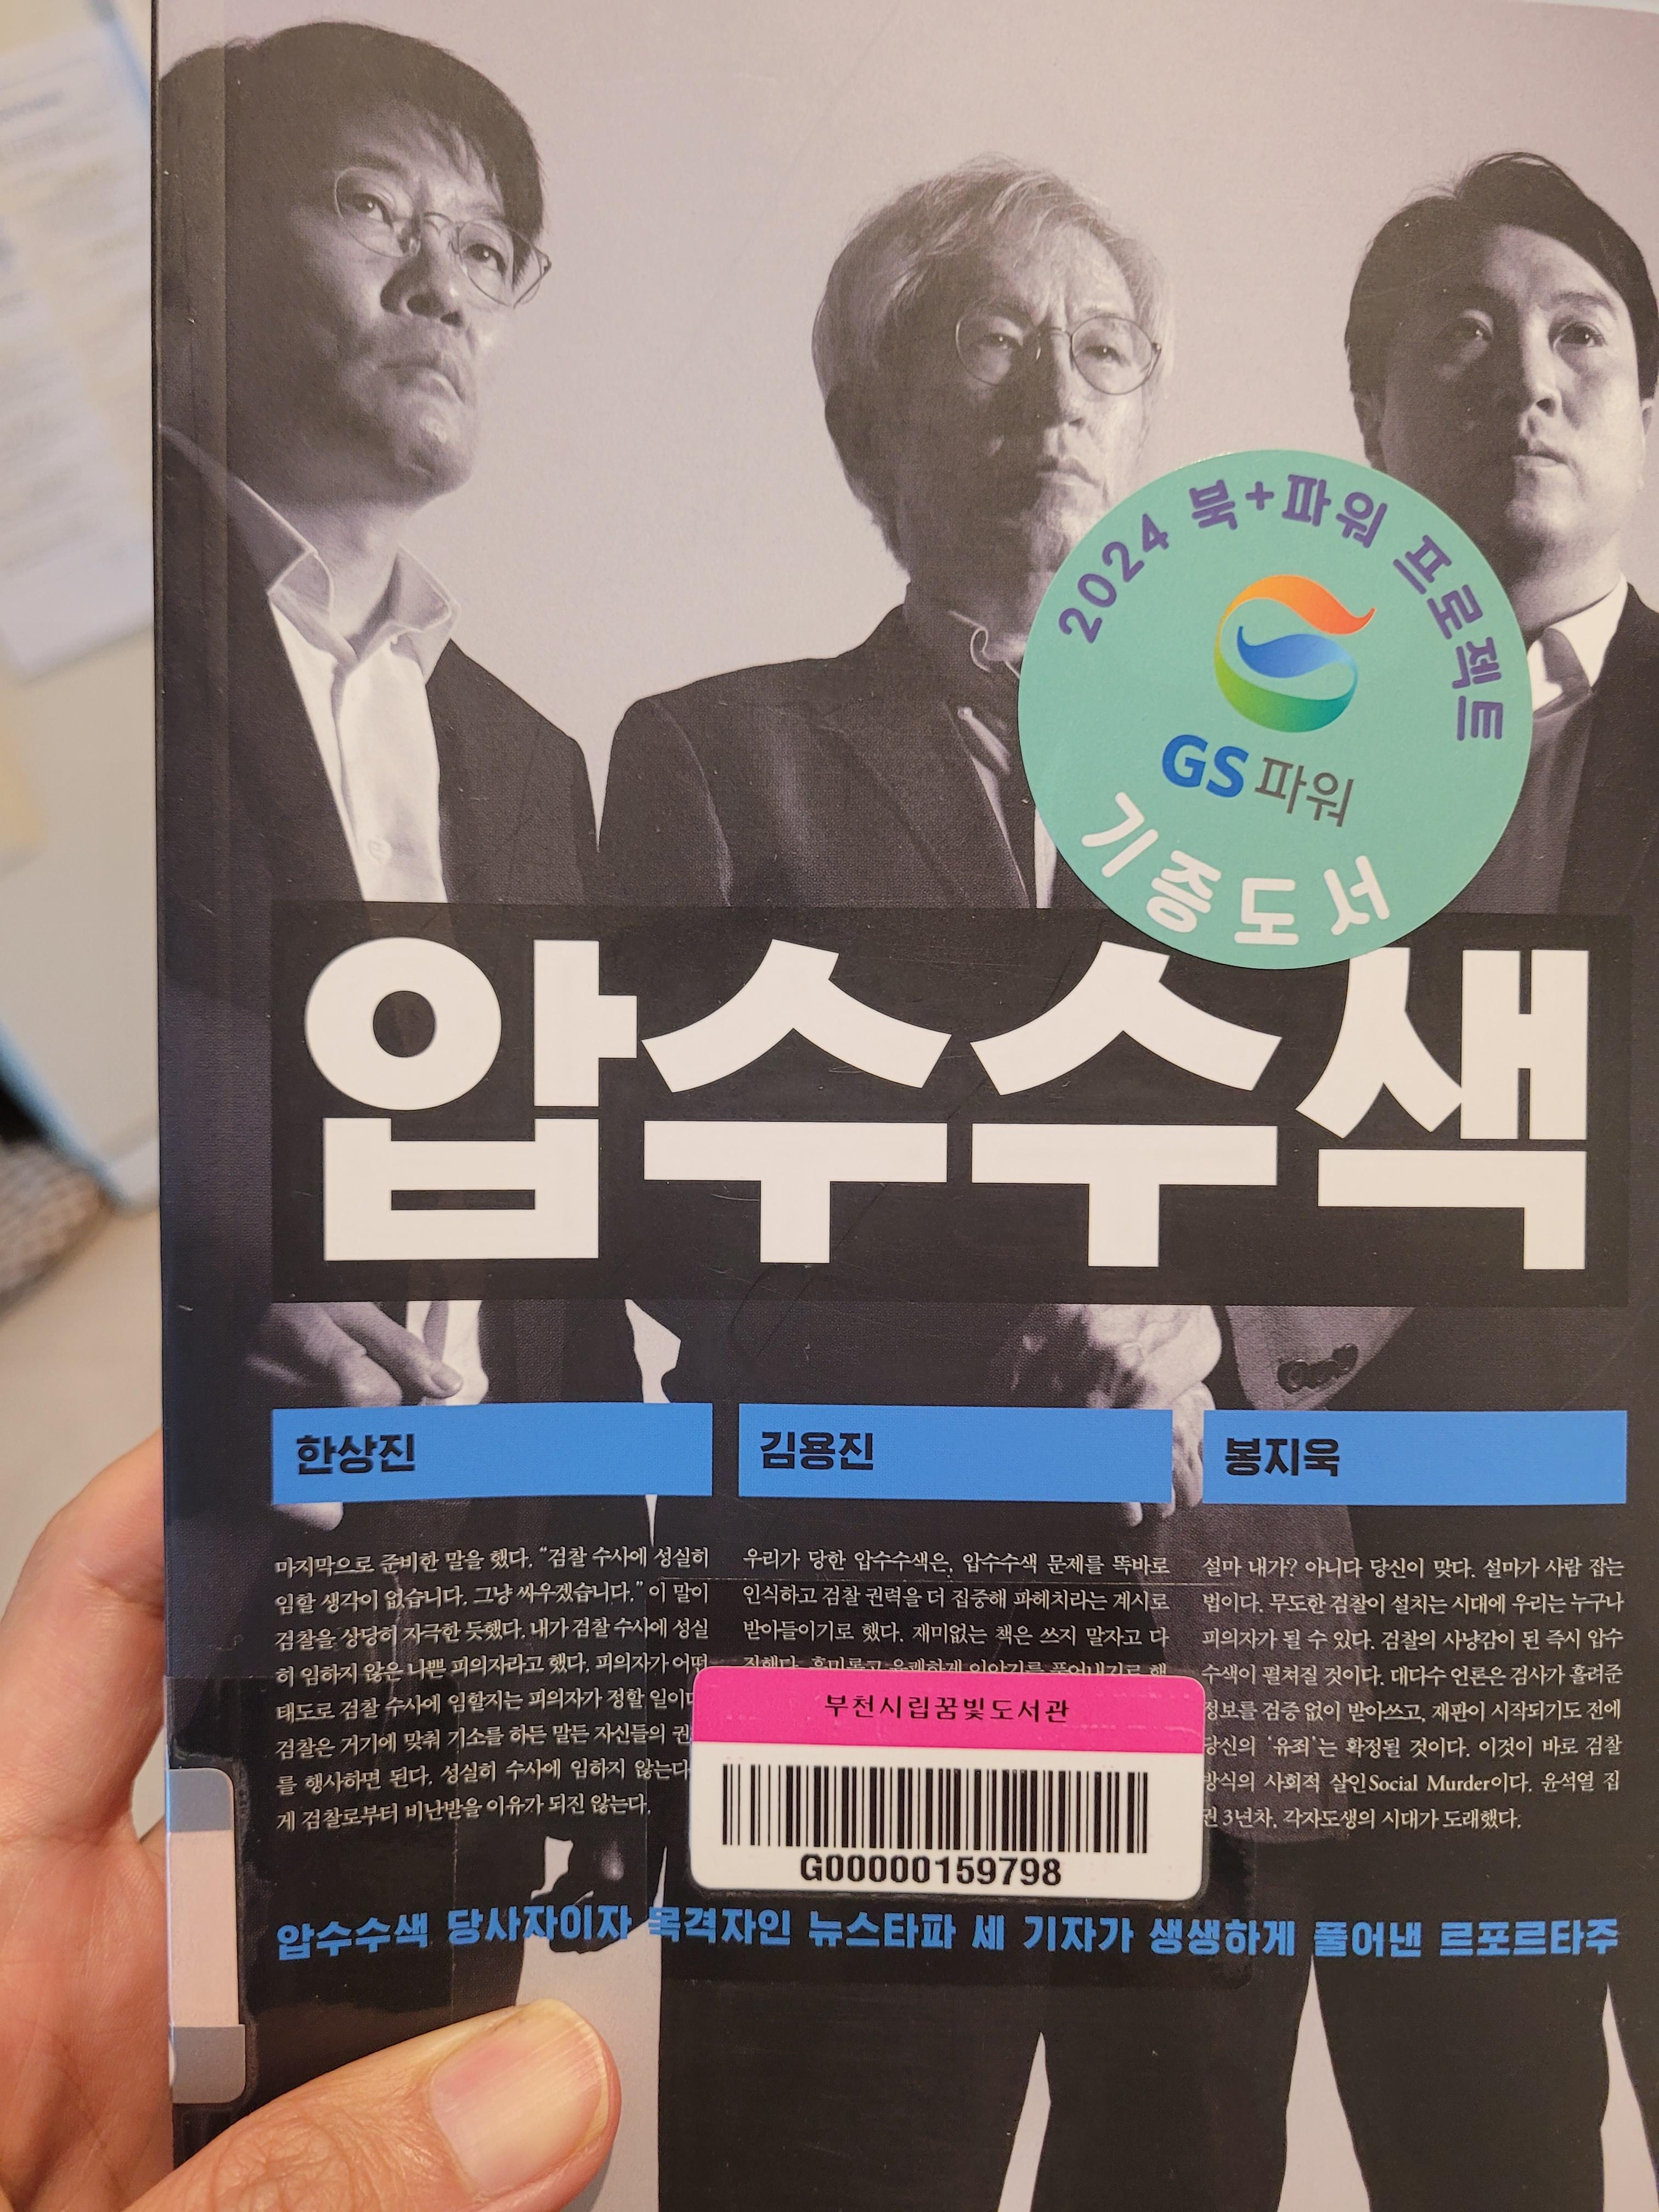 2024 북+파워 프로젝트
GS 파워
기증도서
압수수색
한상진
마지막으로 준비한 말을 했다. “검찰 수사에 성실히
임할 생각이 없습니다. 그냥 싸우겠습니다.” 이 말이
검찰을 상당히 자극한 듯했다. 내가 검찰 수사에 성실
히 임하지 않은 나쁜 피의자라고 했다. 피의자가 어떤
태도로 검찰 수사에 임할지는 피의자가 정할 일이다
검찰은 거기에 맞춰 기소를 하든 말든 자신들의 권
를 행사하면 된다. 성실히 수사에 임하지 않는다
게 검찰로부터 비난받을 이유가 되진 않는다.
김용진
우리가 당한 압수수색은, 압수수색 문제를 똑바로
인식하고 검찰 권력을 더 집중해 파헤치라는 계시로
받아들이기로 했다. 재미없는 책은 쓰지 말자고 다
봉지욱
설마 내가? 아니다 당신이 맞다. 설마가 사람 잡는
법이다. 무도한 검찰이 설치는 시대에 우리는 누구나
피의자가 될 수 있다. 검찰의 사냥감이 된 즉시 압수
수색이 펼쳐질 것이다. 대다수 언론은 검사가 흘려준
정보를 검증 없이 받아쓰고, 재판이 시작되기도 전에
당신의 ‘유죄’는 확정될 것이다. 이것이 바로 검찰
방식의 사회적 살인Social Murder이다. 윤석열 집
권 3년차, 각자도생의 시대가 도래했다.
부천시립꿈빛도서관
G00000159798
압수수색 당사자이자 목격자인 뉴스타파 세 기자가 생생하게 풀어낸 르포르타주